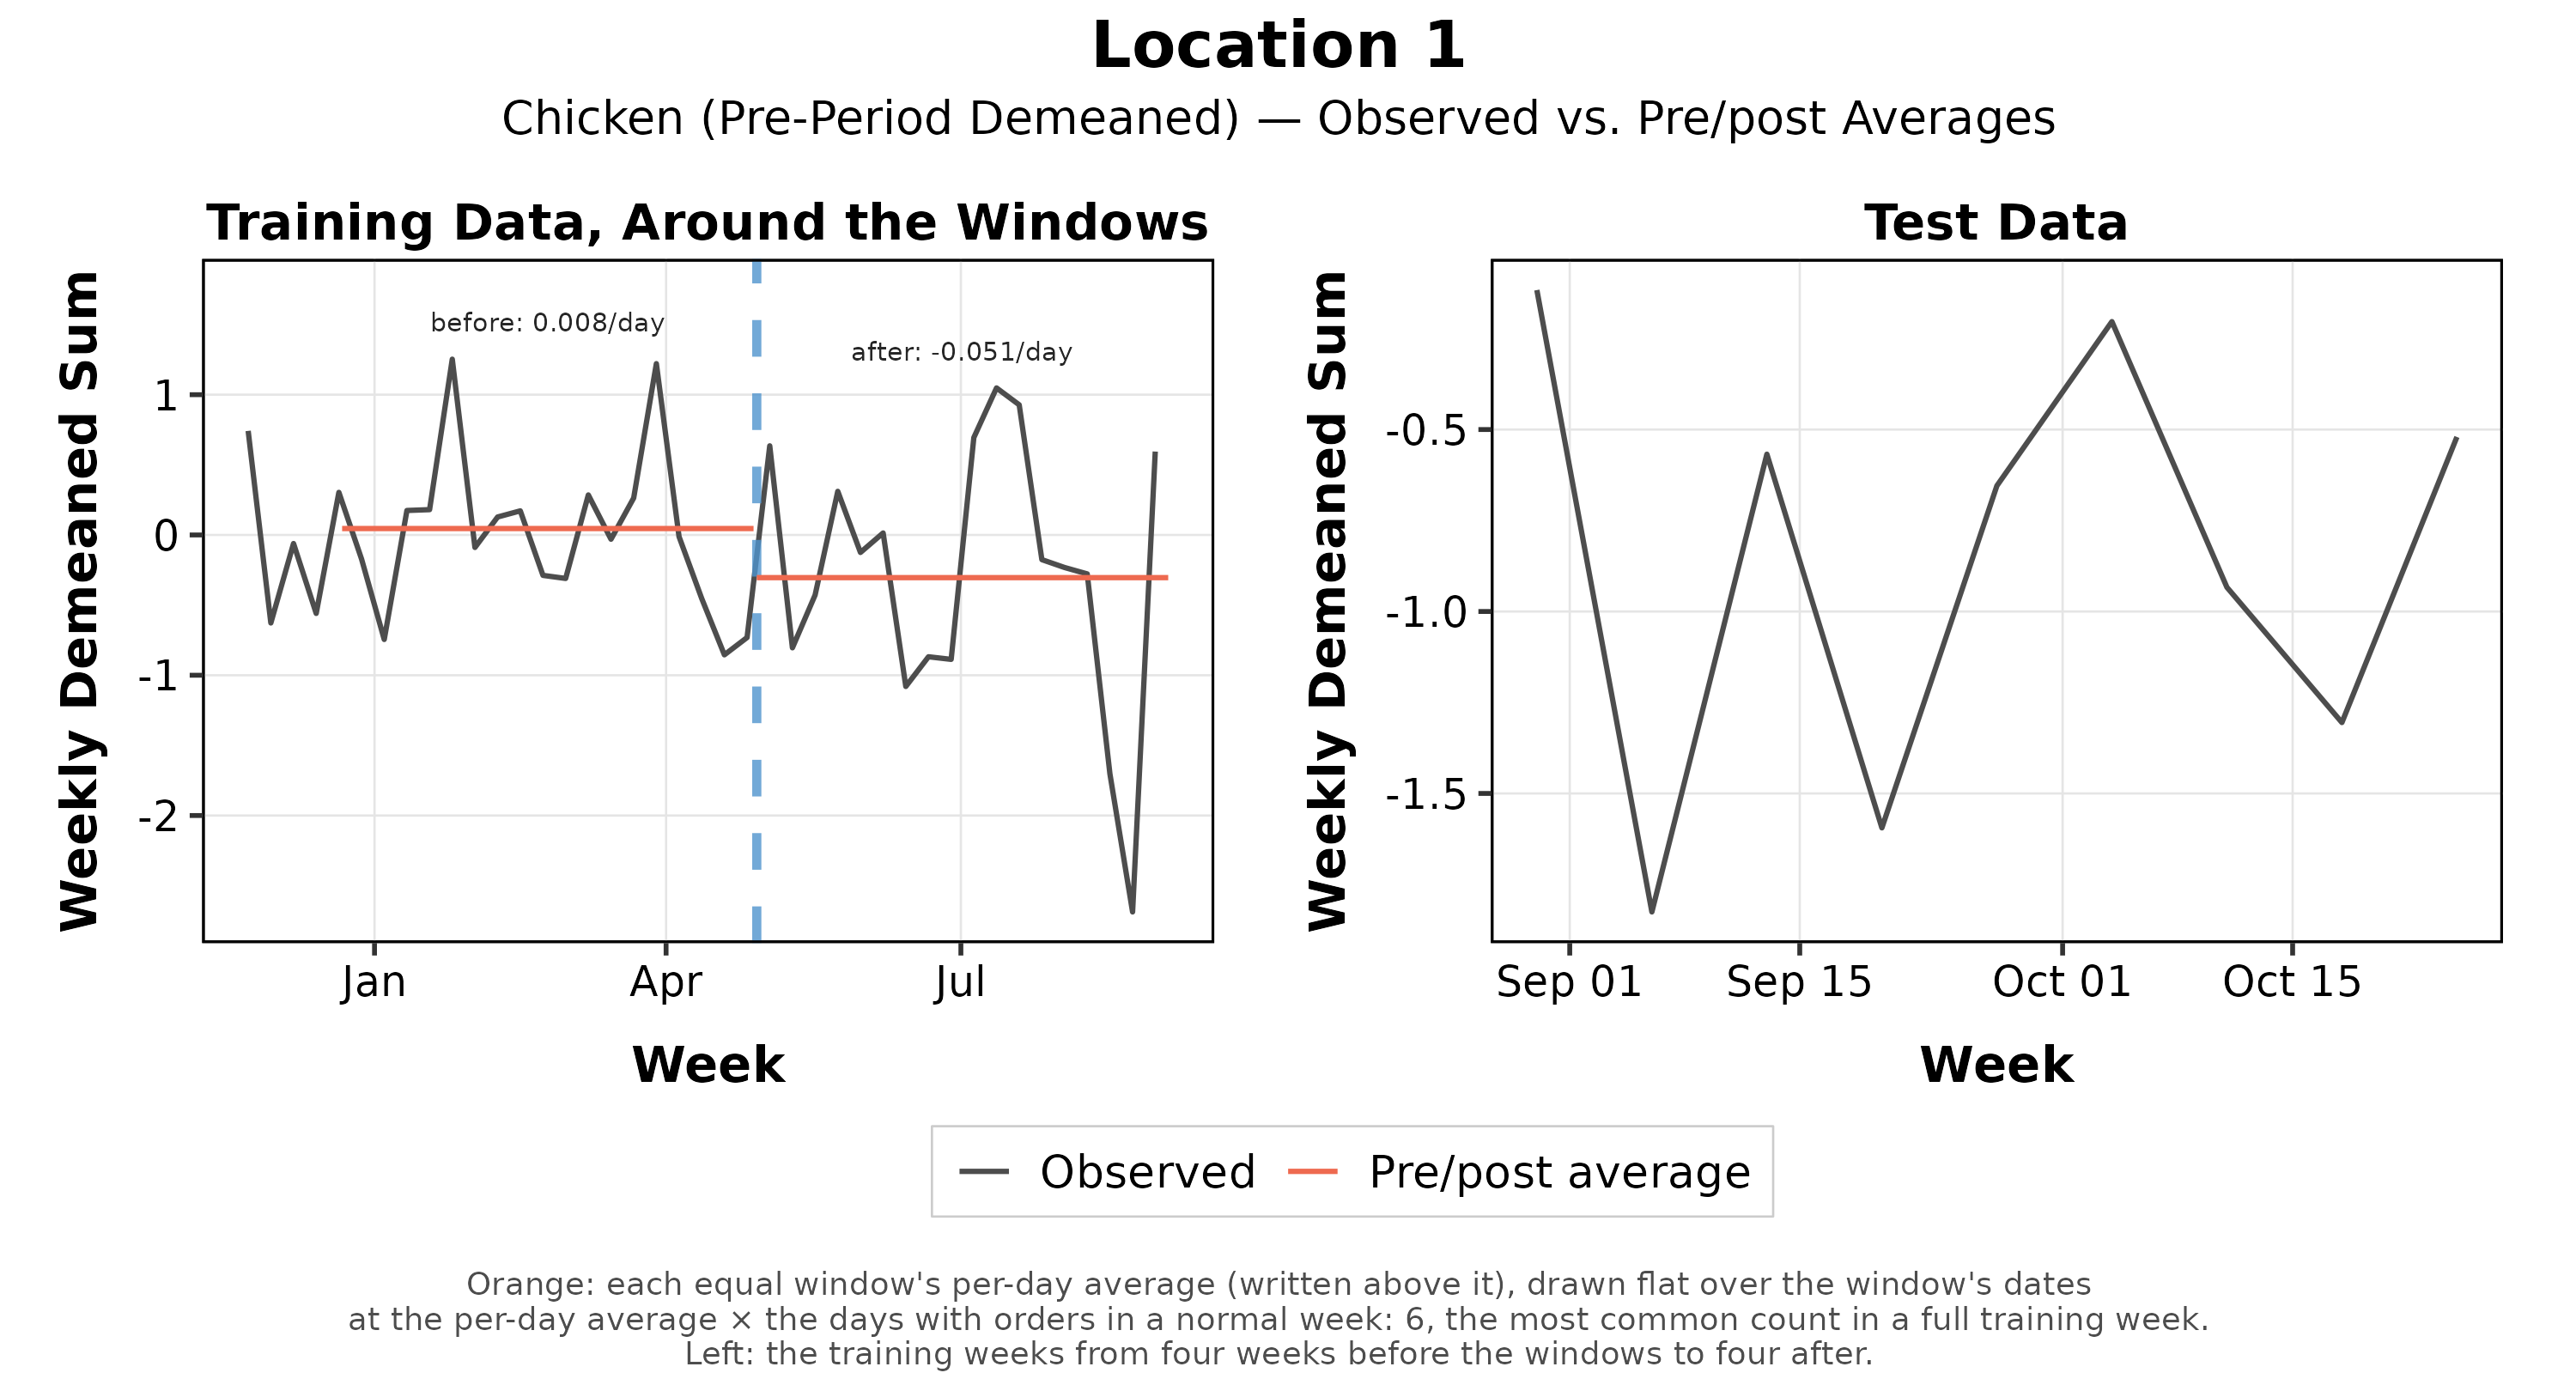 Location 1
Chicken (Pre-Period Demeaned) — Observed vs. Pre/post Averages
Training Data, Around the Windows
Weekly Demeaned Sum
before: 0.008/day
after: -0.051/day
1
0
-1
-2
Jan
Apr
Jul
Week
Test Data
Weekly Demeaned Sum
-0.5
-1.0
-1.5
Sep 01
Sep 15
Oct 01
Oct 15
Week
Observed
Pre/post average
Orange: each equal window's per-day average (written above it), drawn flat over the window's dates
at the per-day average × the days with orders in a normal week: 6, the most common count in a full training week.
Left: the training weeks from four weeks before the windows to four after.